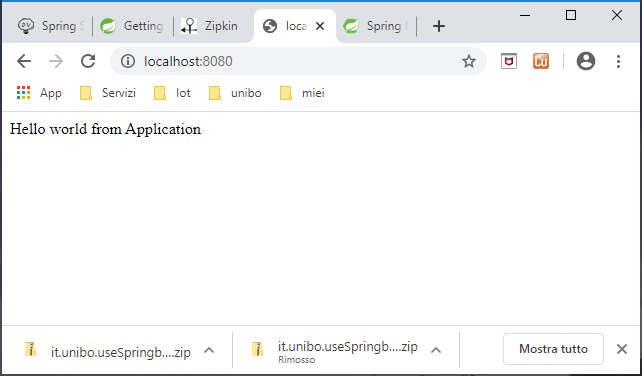 Spring S
Getting
Zipkin
loca
Spring
localhost:8080
App
Servizi
Iot
unibo
miei
Hello world from Application
it.unibo.useSpringb....zip
it.unibo.useSpringb....zip
Rimosso
Mostra tutto